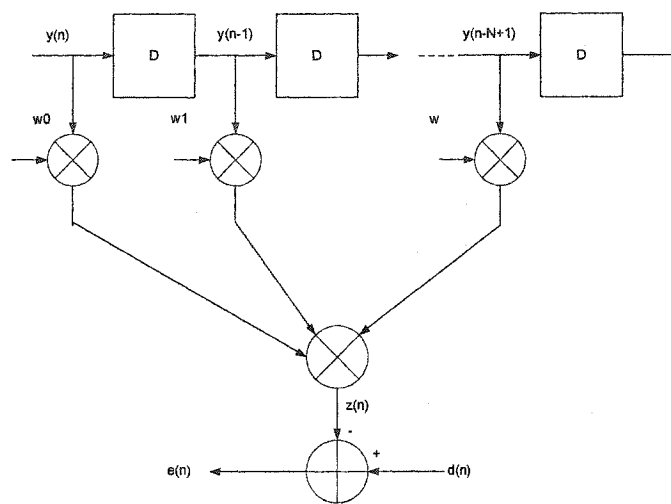 y(n)
y(n-1)
y(n-N+1)
D
D
D
w0
w1
w
z(n)
-
+
e(n)
d(n)